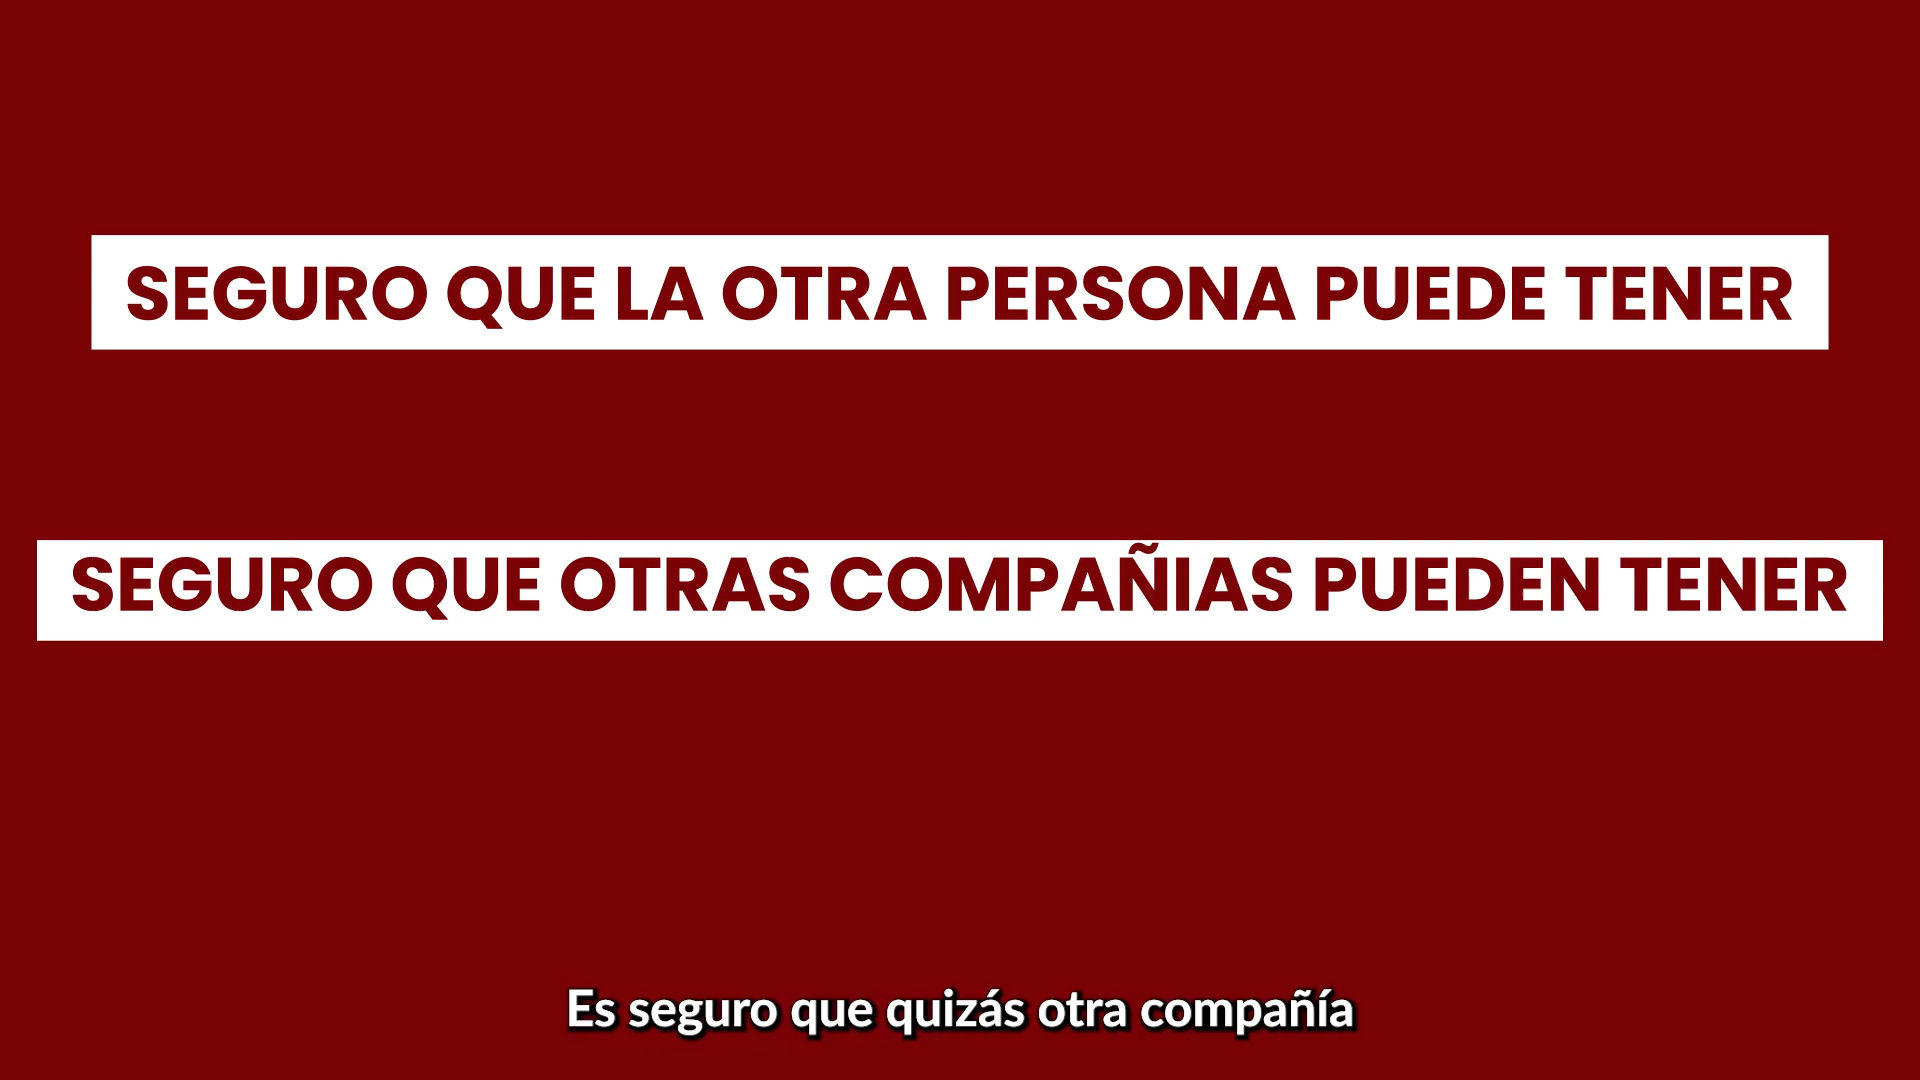 SEGURO QUE LA OTRA PERSONA PUEDE TENER
SEGURO QUE OTRAS COMPAÑIAS PUEDEN TENER
Es seguro que quizás otra compañía